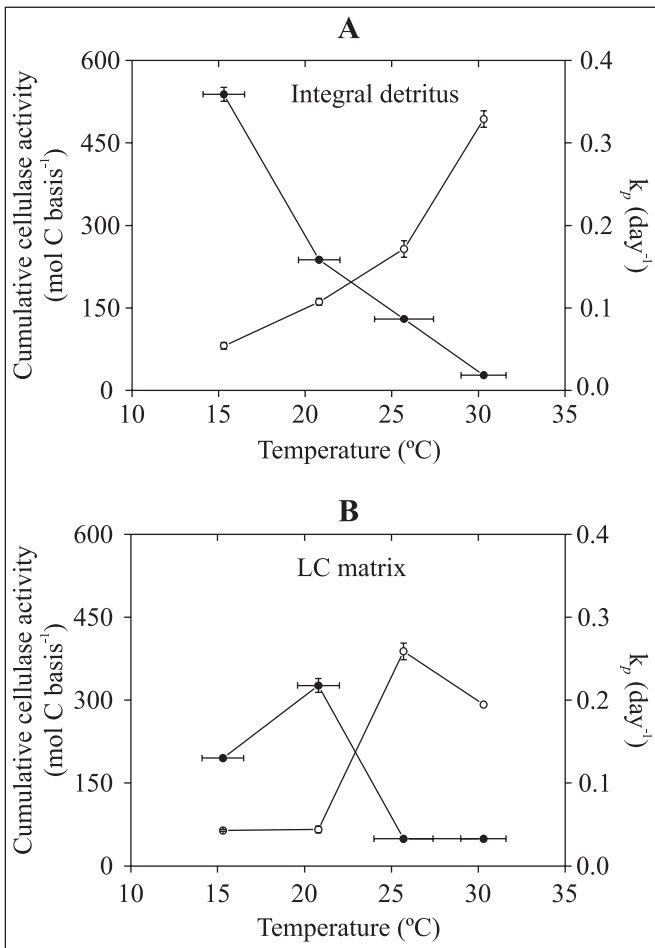 A
Integral detritus
Cumulative cellulase activity
(mol C basis⁻¹)
600
450
300
150
0
0.4
0.3
0.2
0.1
0.0
k_p (day⁻¹)
10 15 20 25 30 35
Temperature (ºC)
B
LC matrix
Cumulative cellulase activity
(mol C basis⁻¹)
600
450
300
150
0
0.4
0.3
0.2
0.1
0.0
k_p (day⁻¹)
10 15 20 25 30 35
Temperature (ºC)